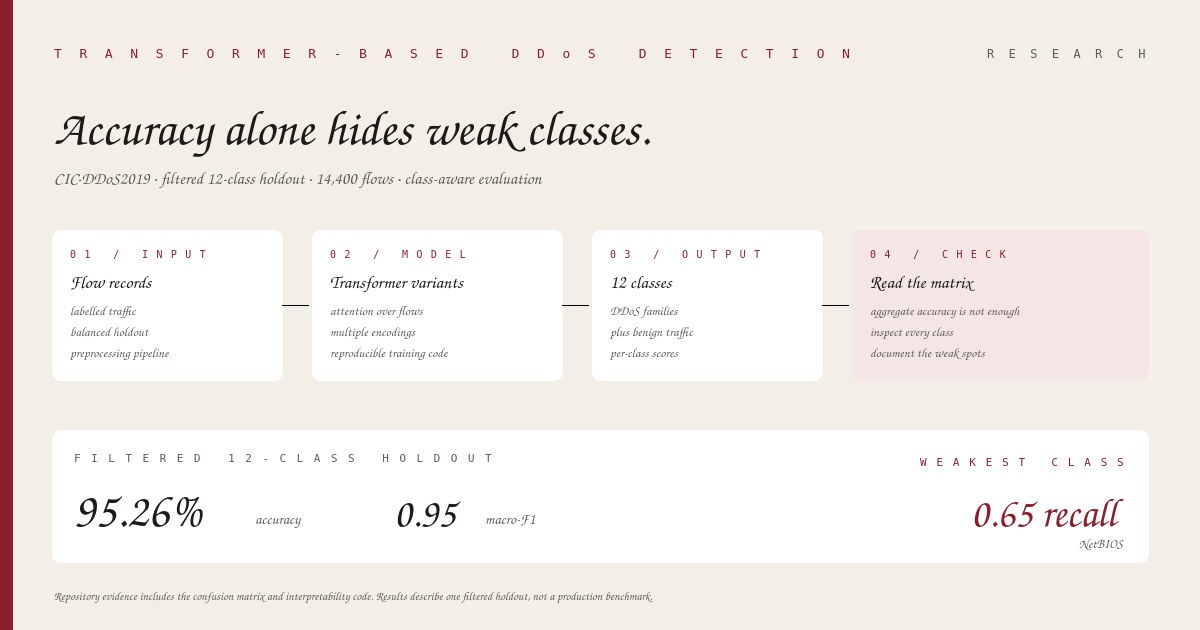 TRANSFORMER-BASED DDoS DETECTION
RESEARCH
Accuracy alone hides weak classes.
CIC-DDoS2019 · filtered 12-class holdout · 14,400 flows · class-aware evaluation
01 / INPUT
Flow records
labelled traffic
balanced holdout
preprocessing pipeline
02 / MODEL
Transformer variants
attention over flows
multiple encodings
reproducible training code
03 / OUTPUT
12 classes
DDoS families
plus benign traffic
per-class scores
04 / CHECK
Read the matrix
aggregate accuracy is not enough
inspect every class
document the weak spots
FILTERED 12-CLASS HOLDOUT
95.26% accuracy
0.95 macro-F1
WEAKEST CLASS
0.65 recall
NetBIOS
Repository evidence includes the confusion matrix and interpretability code. Results describe one filtered holdout, not a production benchmark.